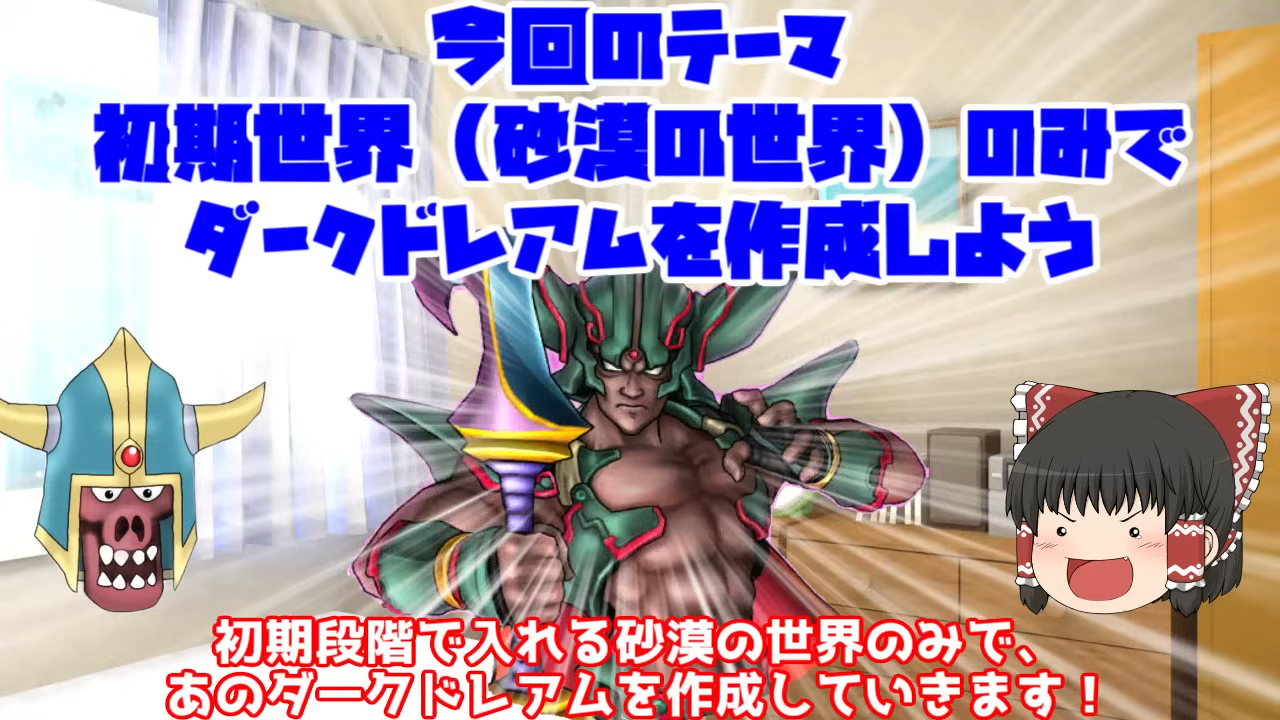 今回のテーマ
初期世界（砂漠の世界）のみで
ダークドレアムを作成しよう
初期段階で入れる砂漠の世界のみで、
あのダークドレアムを作成していきます！